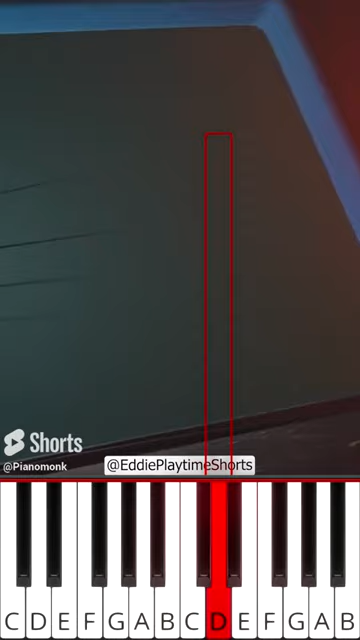 Shorts
@Pianomonk
@EddiePlaytimeShorts
C D E F G A B C D E F G A B